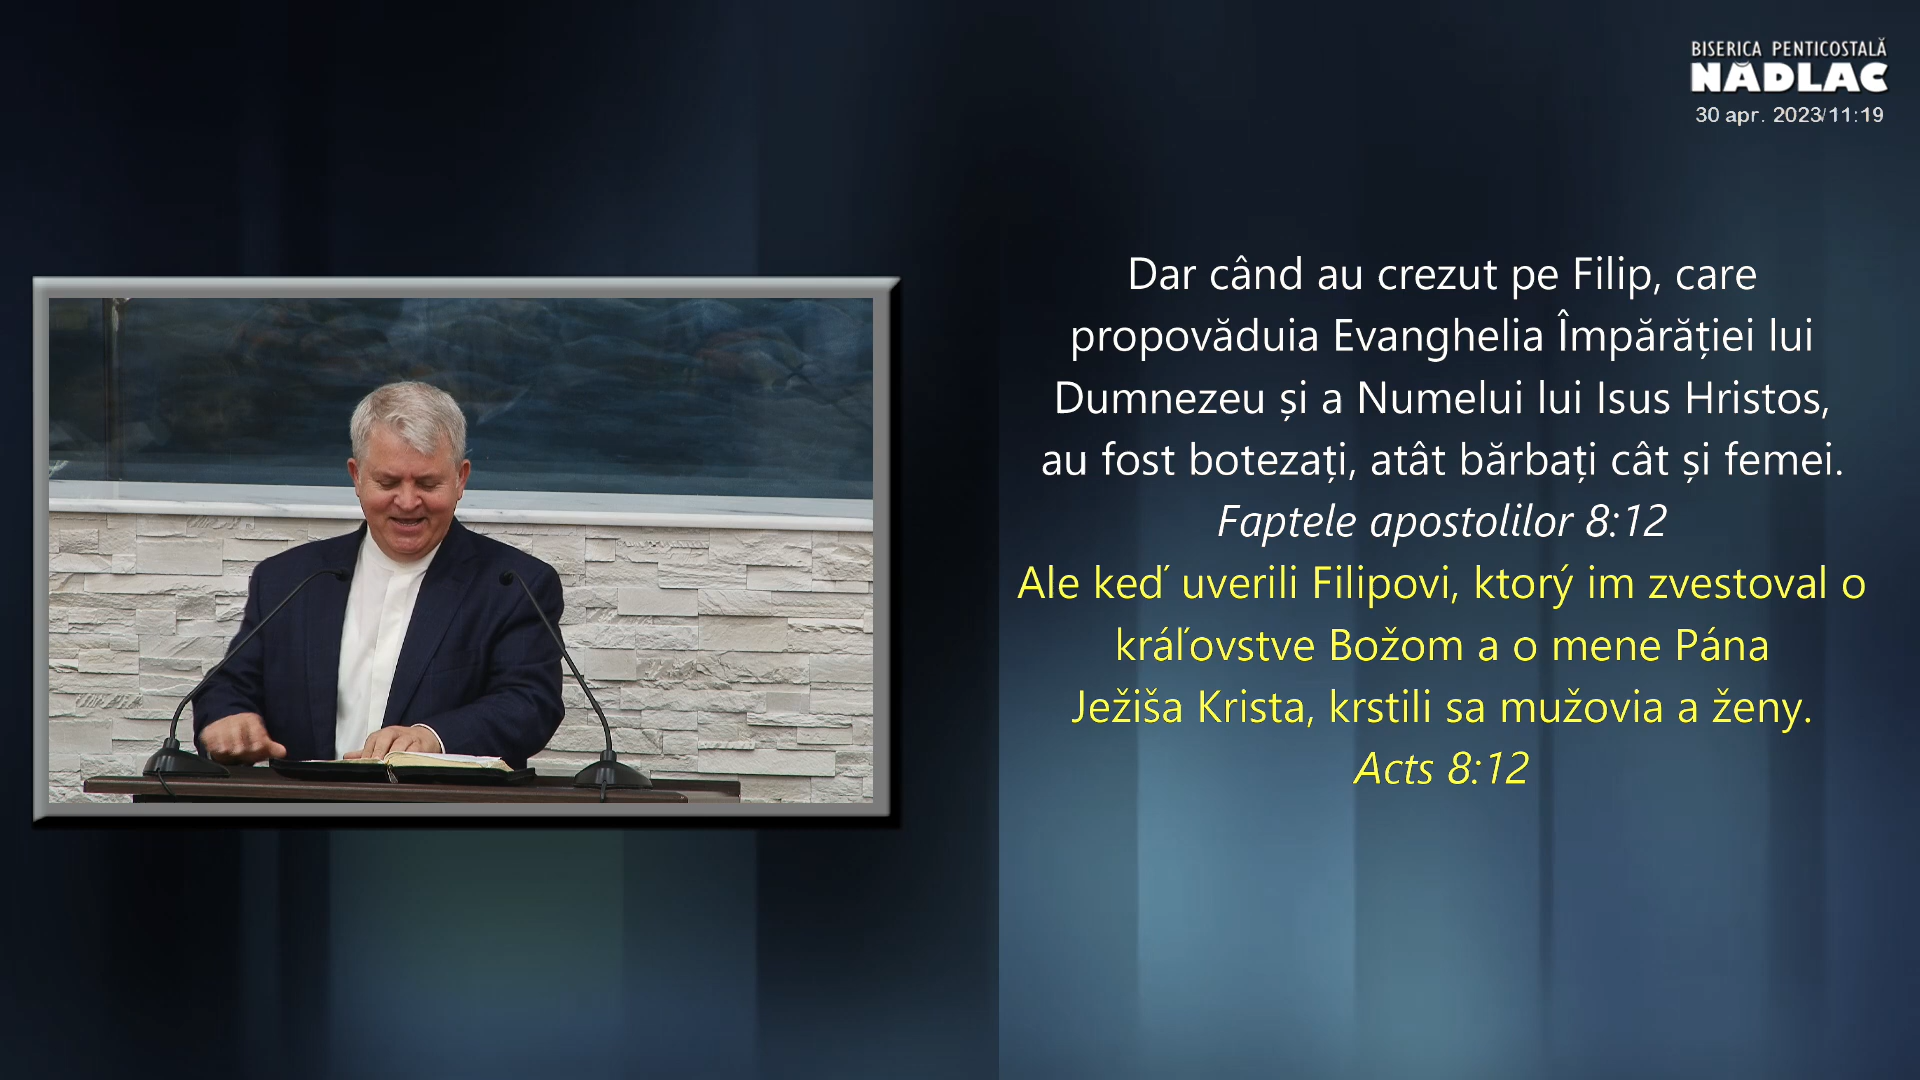 BISERICA PENTICOSTALĂ
NĂDLAC
30 apr. 2023/11:19
Dar când au crezut pe Filip, care
propovăduia Evanghelia Împărăției lui
Dumnezeu și a Numelui lui Isus Hristos,
au fost botezați, atât bărbați cât și femei.
Faptele apostolilor 8:12
Ale keď uverili Filipovi, ktorý im zvestoval o
kráľovstve Božom a o mene Pána
Ježiša Krista, krstili sa mužovia a ženy.
Acts 8:12